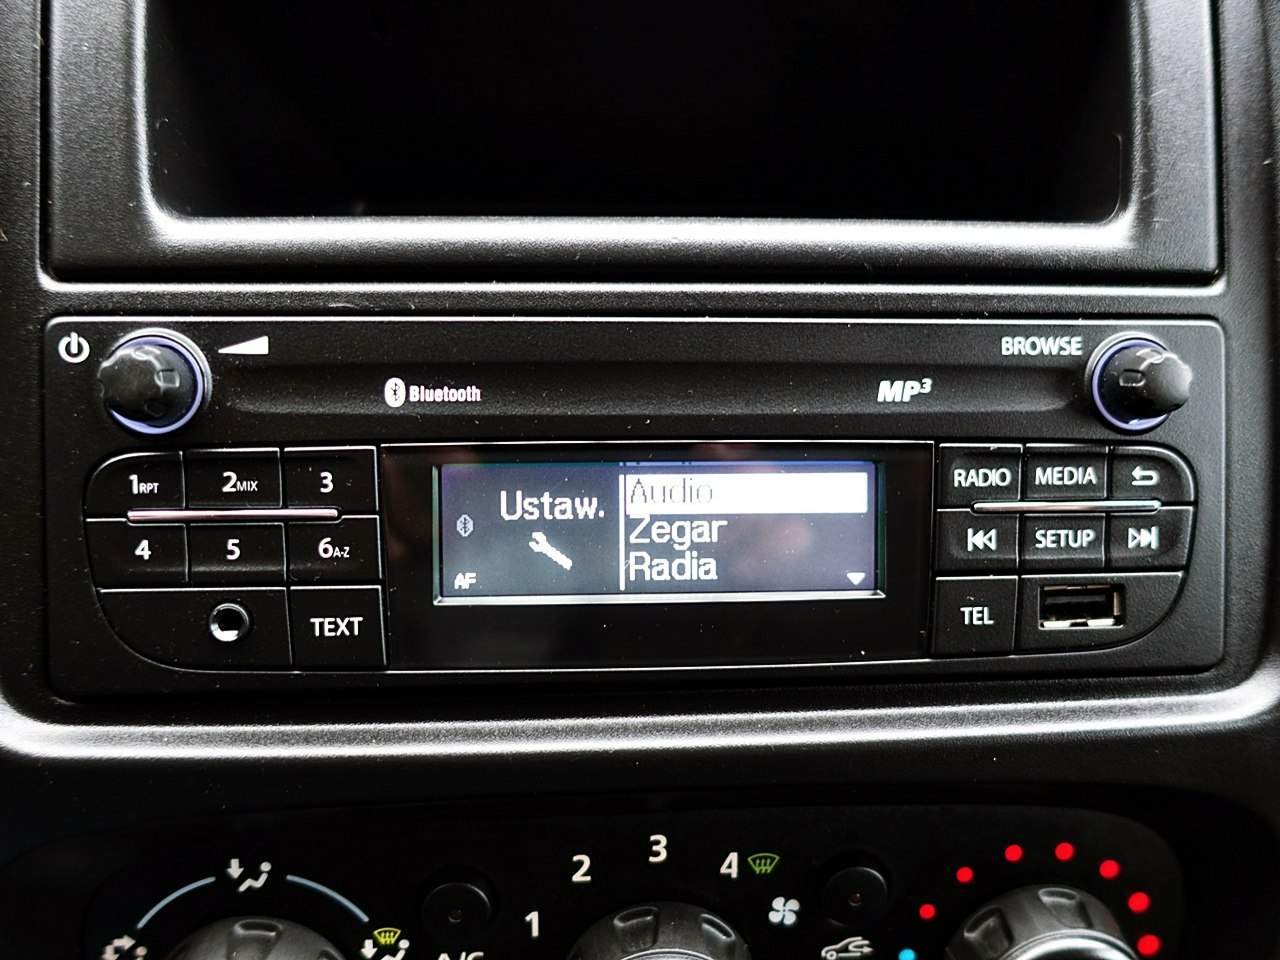 BROWSE
Bluetooth
MP3
1RPT 2MIX 3
4 5 6A-Z
TEXT
Ustaw.
AF
Audio
Zegar
Radia
RADIO MEDIA
SETUP
TEL
1 2 3 4